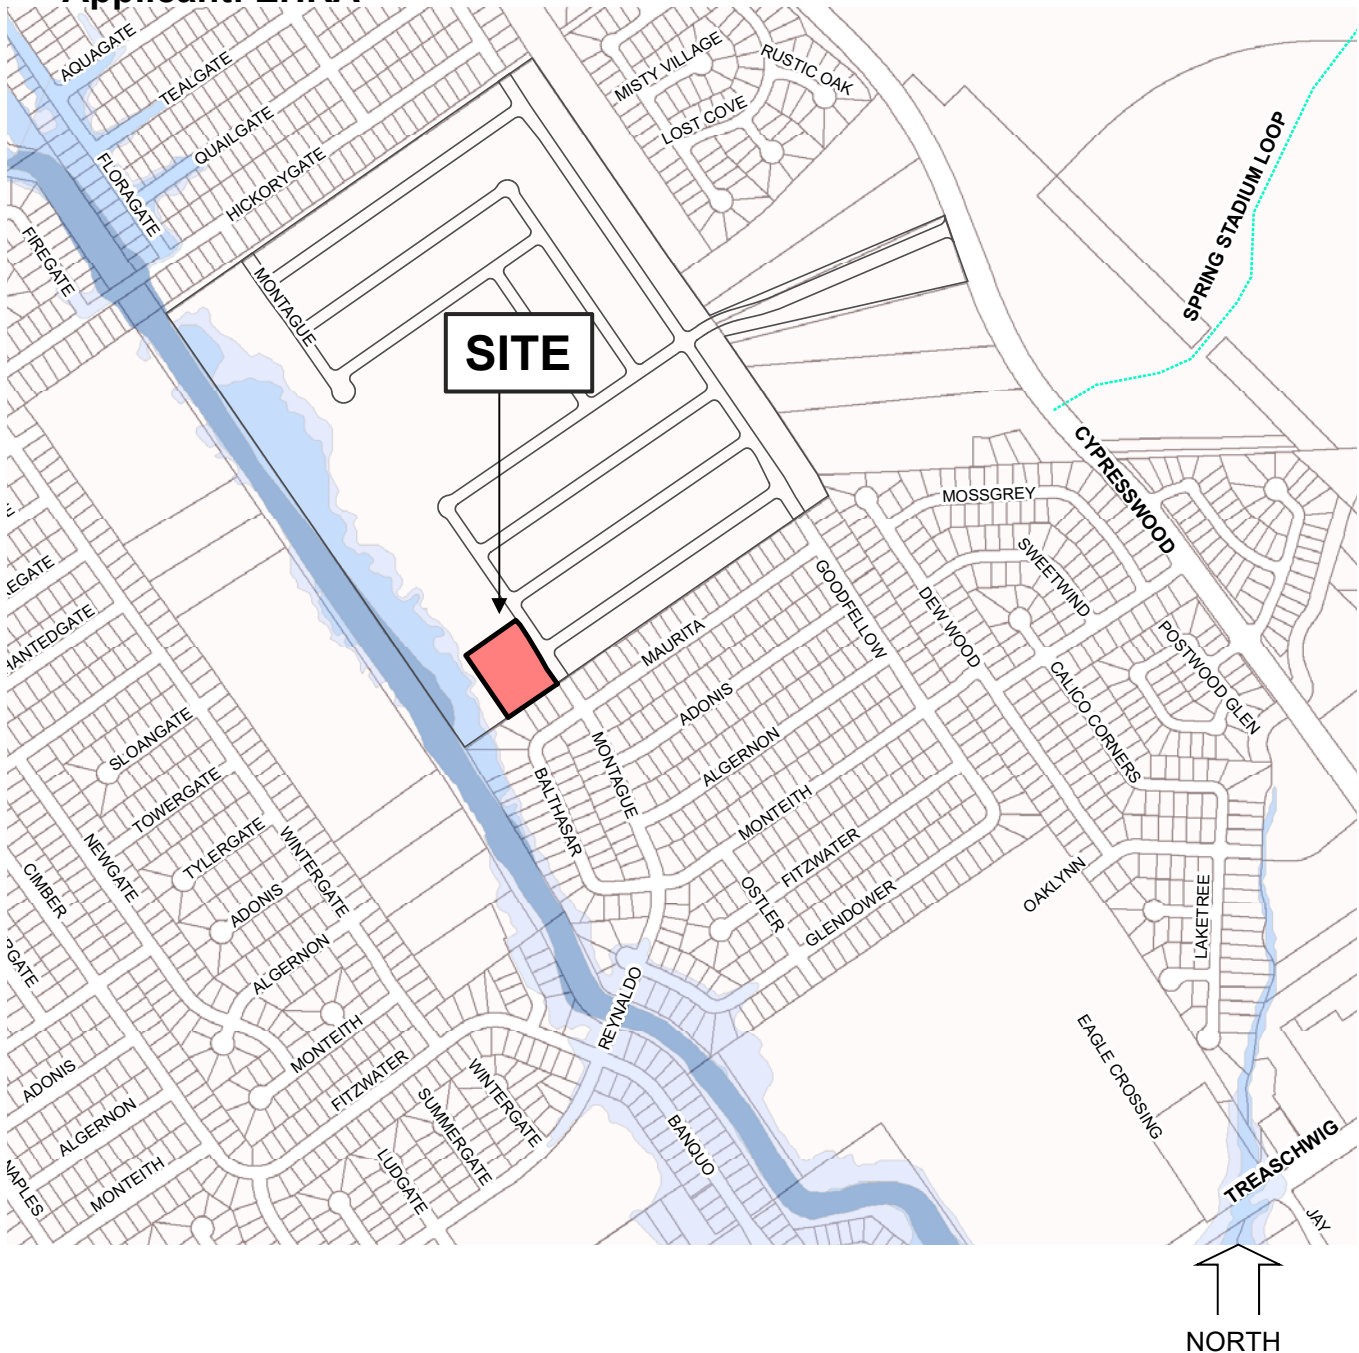 AQUAGATE
TEALGATE
QUAILGATE
HICKORYGATE
FLORAGATE
FIREGATE
MONTAGUE
MISTY VILLAGE
RUSTIC OAK
LOST COVE
SPRING STADIUM LOOP
SITE
CYPRESSWOOD
MOSSGREY
SWEETWIND
GOODFELLOW
DEW WOOD
POSTWOOD GLEN
CALICO CORNERS
MAURITA
ADONIS
ALGERNON
MONTAGUE
BALTHASAR
MONTEITH
FITZWATER
OSTLER
GLENDOWER
OAKLYNN
LAKETREE
EGATE
HANTEDGATE
SLOANGATE
TOWERGATE
TYLERGATE
NEWGATE
WINTERGATE
CIMBER
ADONIS
ALGERNON
RGATE
MONTEITH
FITZWATER
REYNALDO
WINTERGATE
SUMMERGATE
LUDGATE
BANQUO
EAGLE CROSSING
TREASCHWIG
JAY
ADONIS
ALGERNON
MONTEITH
NAPLES
NORTH